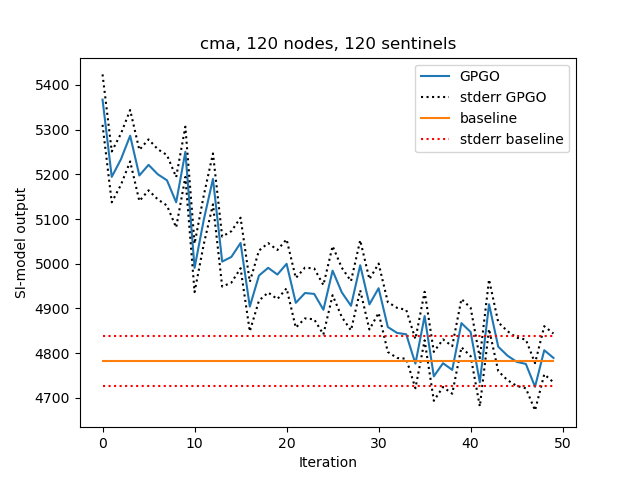 cma, 120 nodes, 120 sentinels
5400
5300
5200
5100
5000
4900
4800
4700
SI-model output
GPGO
stderr GPGO
baseline
stderr baseline
0
10
20
30
40
50
Iteration